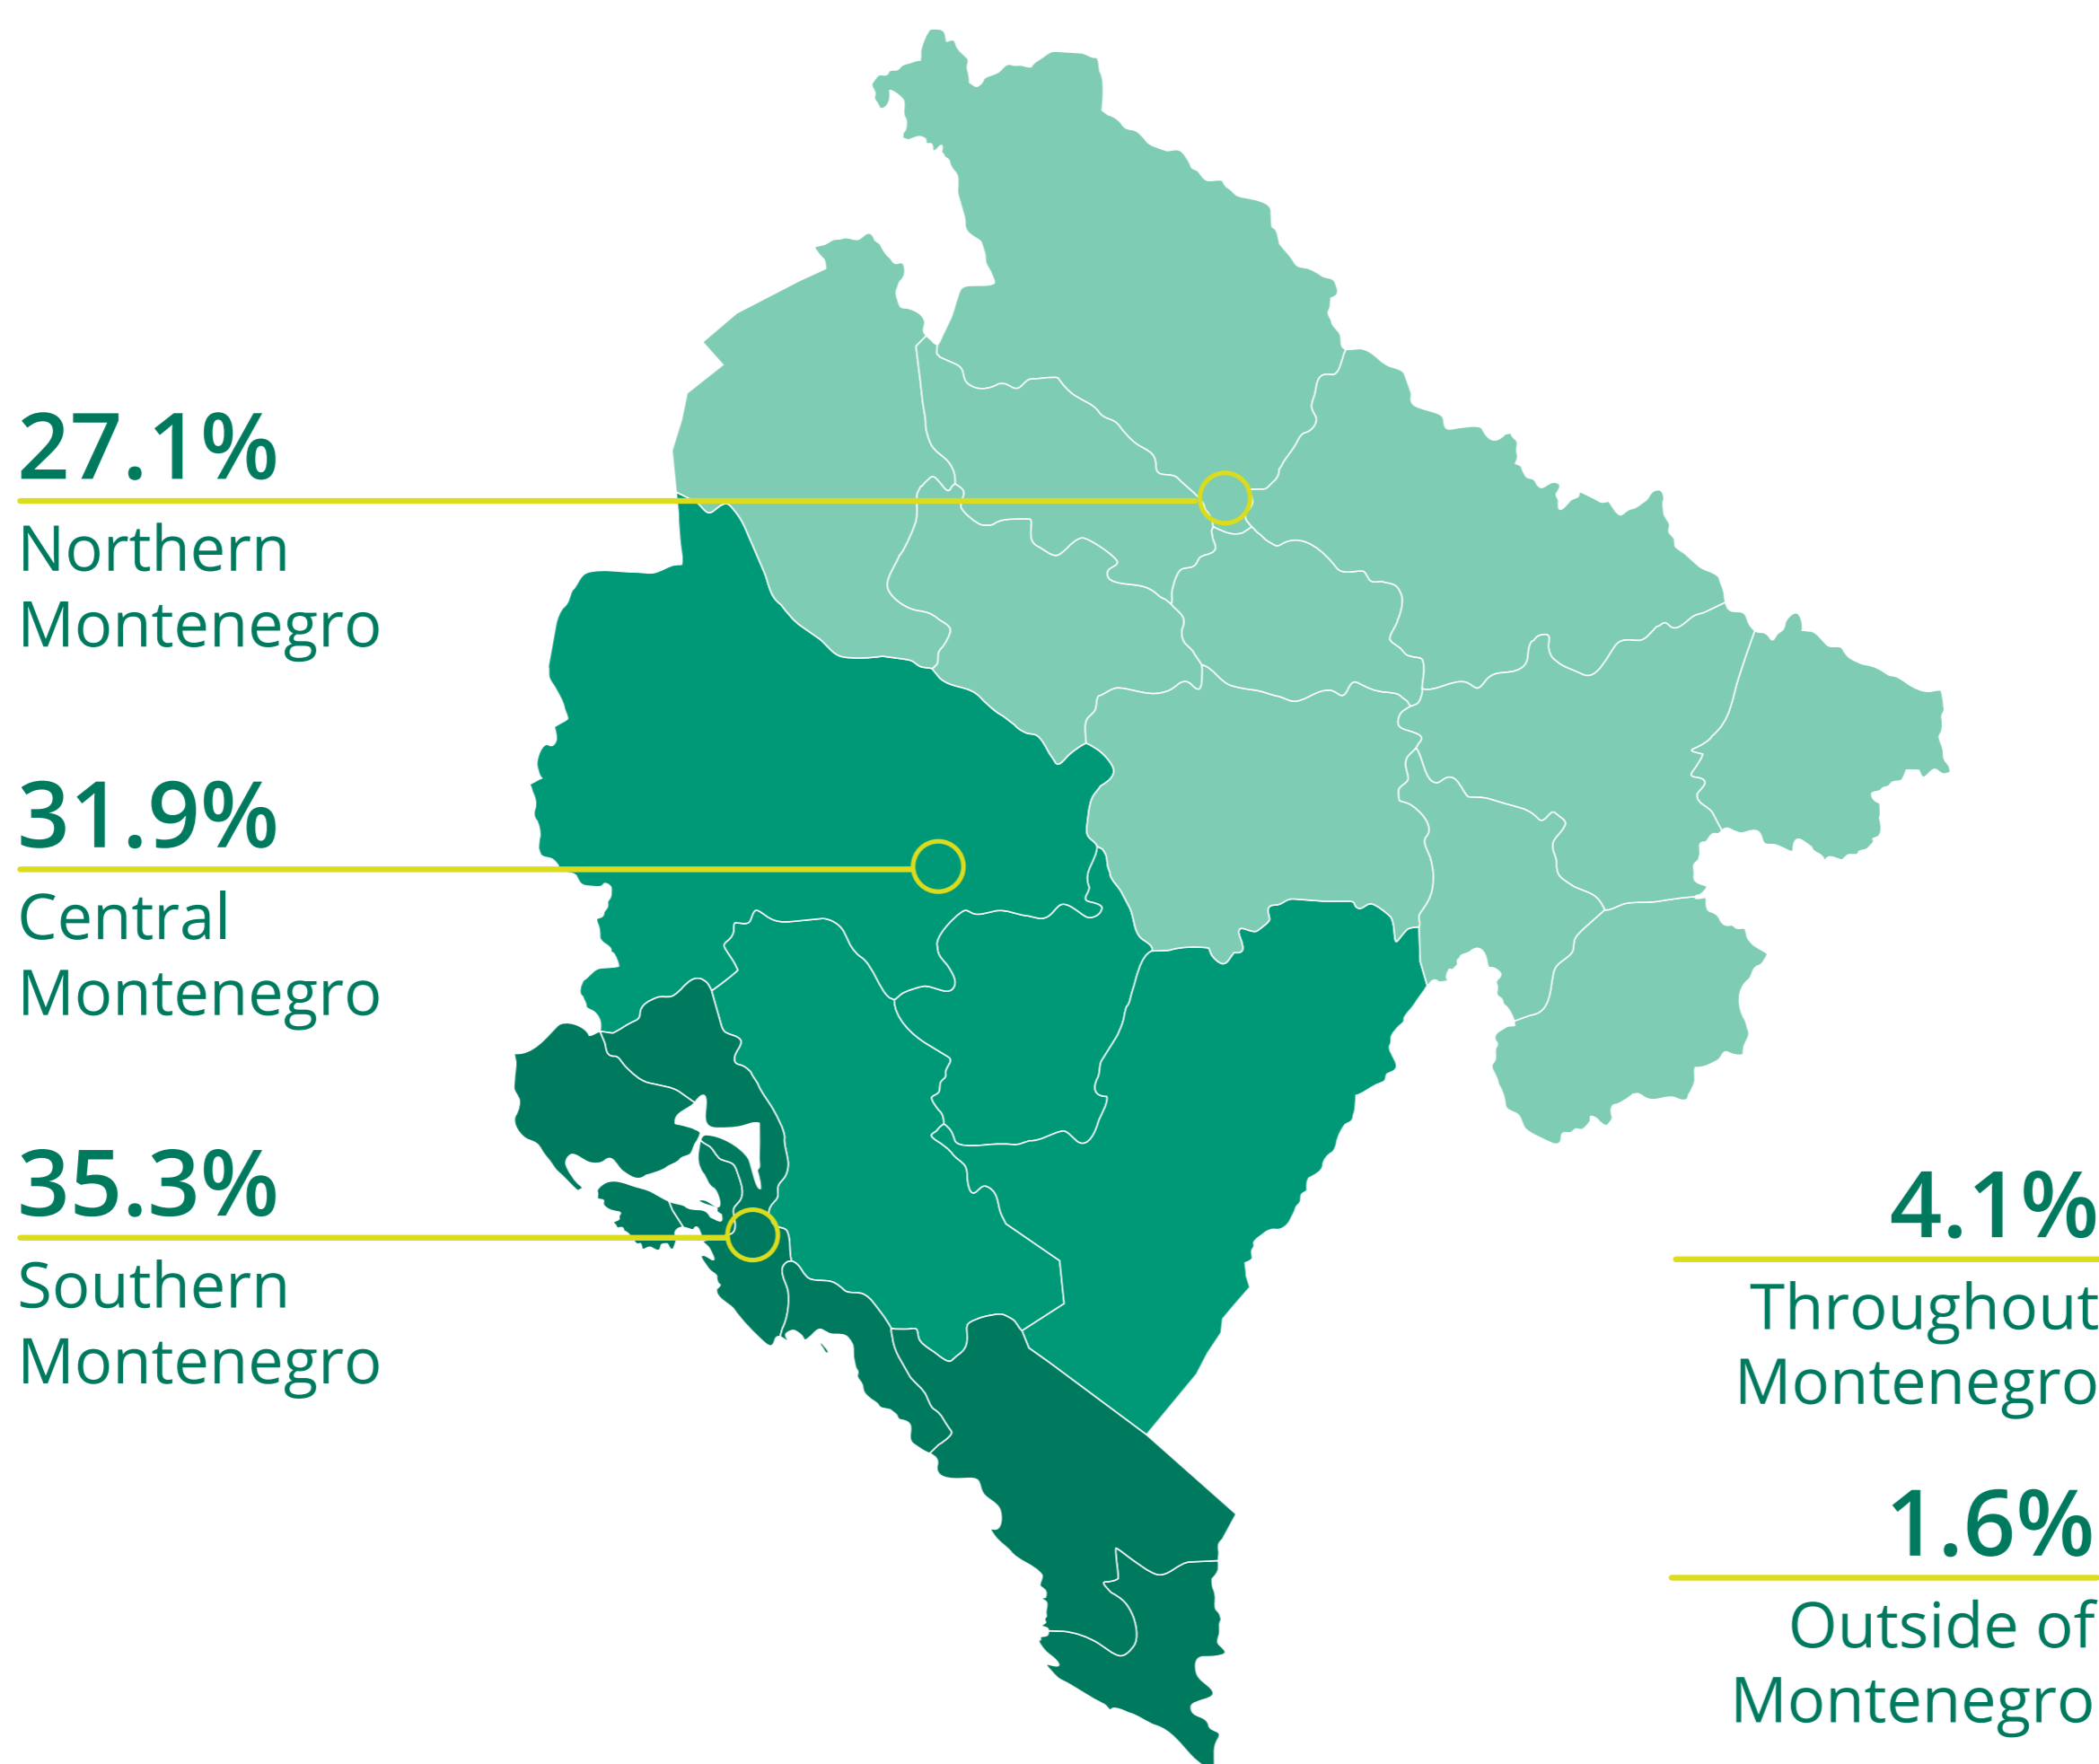 27.1%
Northern
Montenegro
31.9%
Central
Montenegro
35.3%
Southern
Montenegro
4.1%
Throughout
Montenegro
1.6%
Outside of
Montenegro